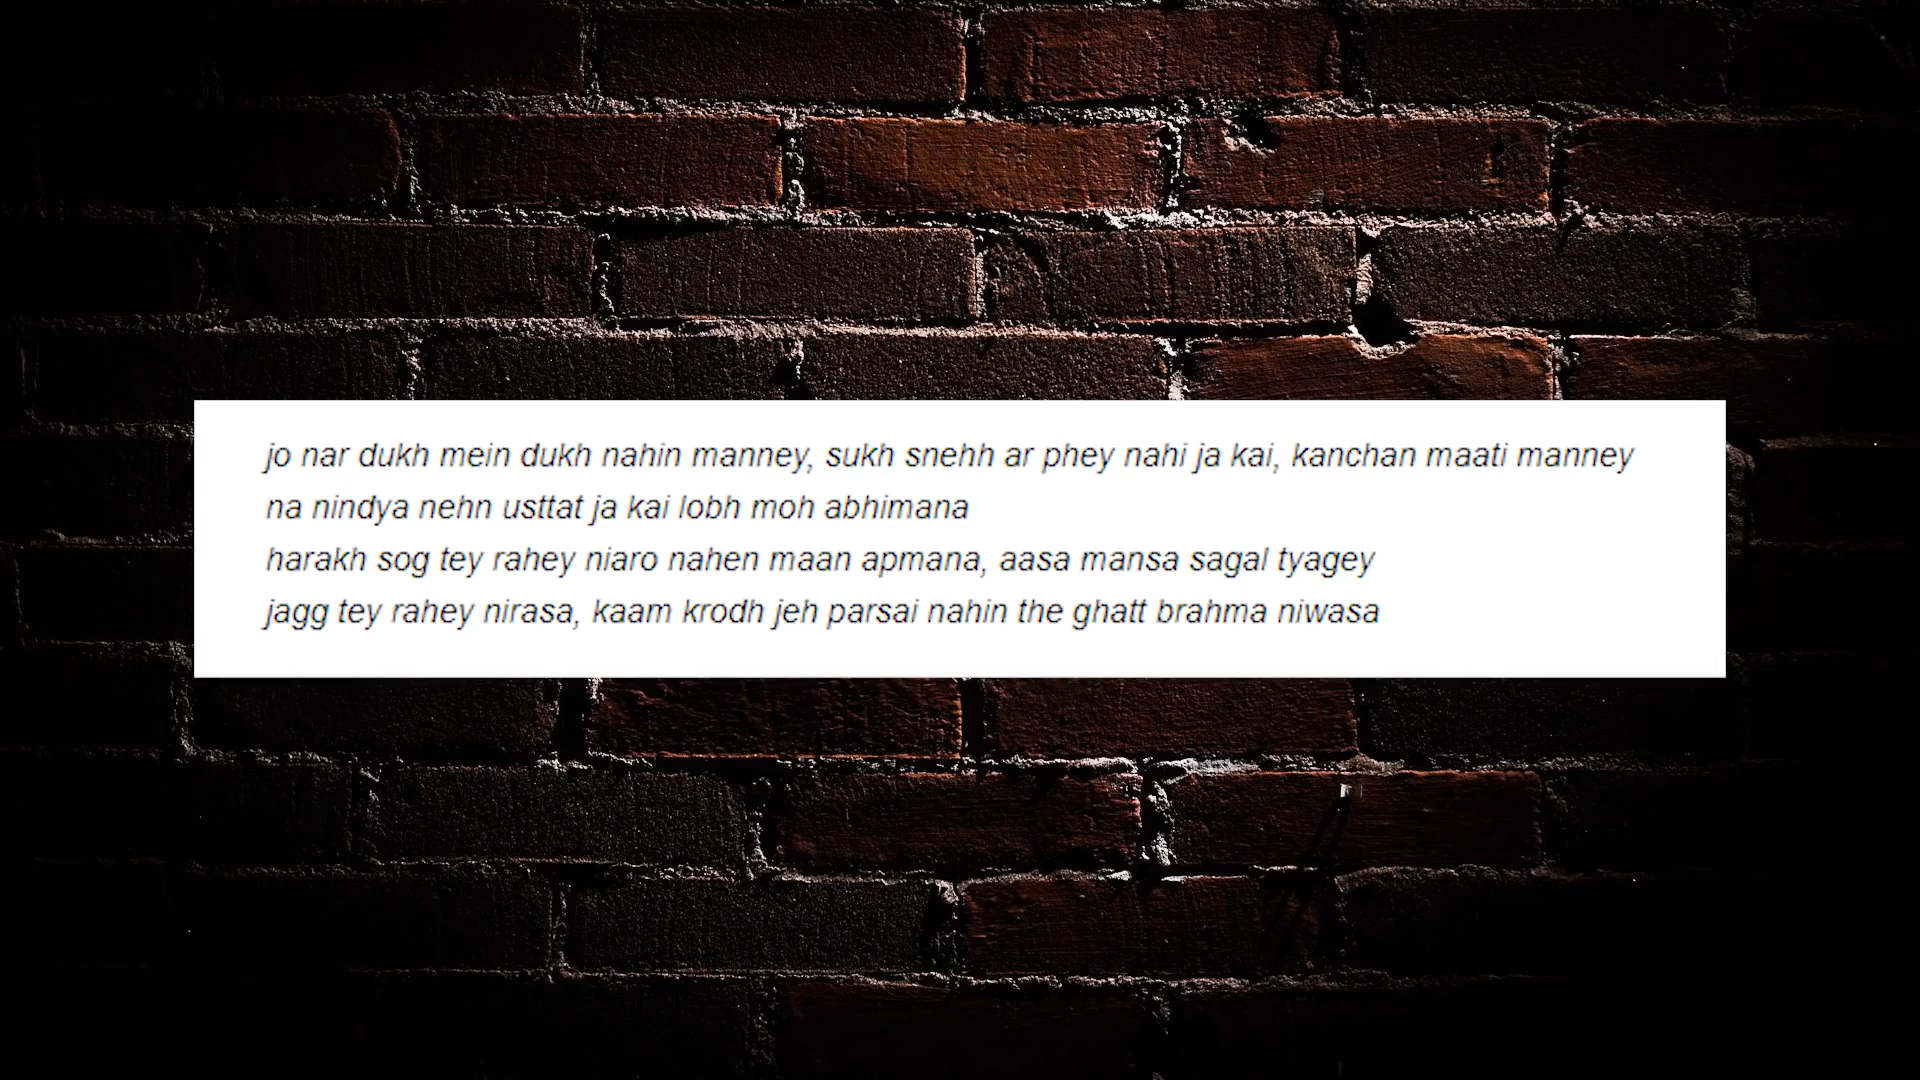 jo nar dukh mein dukh nahin manney, sukh snehh ar phey nahi ja kai, kanchan maati manney
na nindya nehn usttat ja kai lobh moh abhimana
harakh sog tey rahey niaro nahen maan apmana, aasa mansa sagal tyagey
jagg tey rahey nirasa, kaam krodh jeh parsai nahin the ghatt brahma niwasa